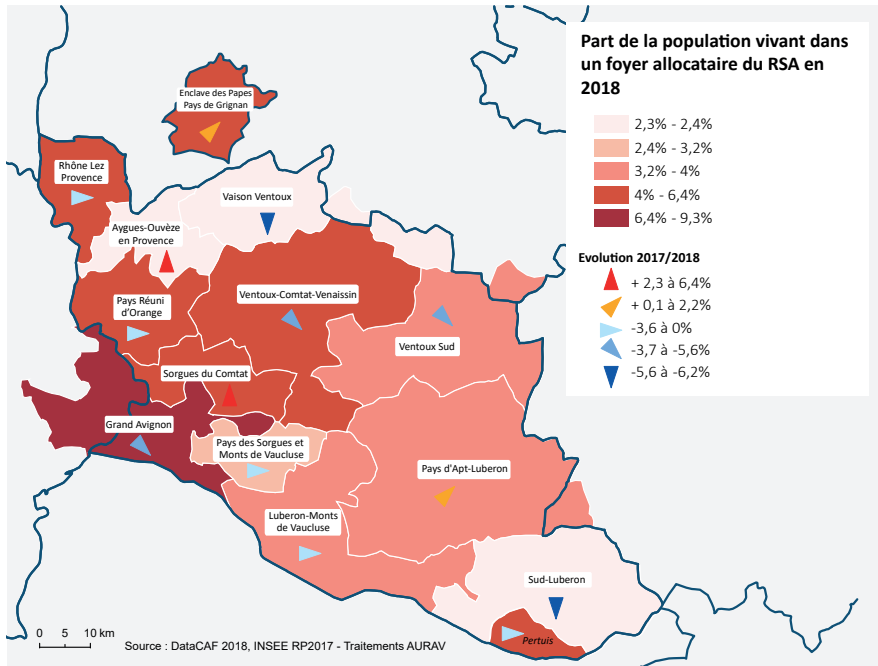 Part de la population vivant dans
un foyer allocataire du RSA en
2018
2,3% - 2,4%
2,4% - 3,2%
3,2% - 4%
4% - 6,4%
6,4% - 9,3%
Evolution 2017/2018
+ 2,3 à 6,4%
+ 0,1 à 2,2%
-3,6 à 0%
-3,7 à -5,6%
-5,6 à -6,2%
Enclave des Papes
Pays de Grignan
Rhône Lez
Provence
Vaison Ventoux
Aygues-Ouvèze
en Provence
Pays Réuni
d'Orange
Ventoux-Comtat-Venaissin
Ventoux Sud
Sorgues du Comtat
Grand Avignon
Pays des Sorgues et
Monts de Vaucluse
Pays d'Apt-Luberon
Luberon-Monts
de Vaucluse
Sud-Luberon
Pertuis
0 5 10 km
Source : DataCAF 2018, INSEE RP2017 - Traitements AURAV